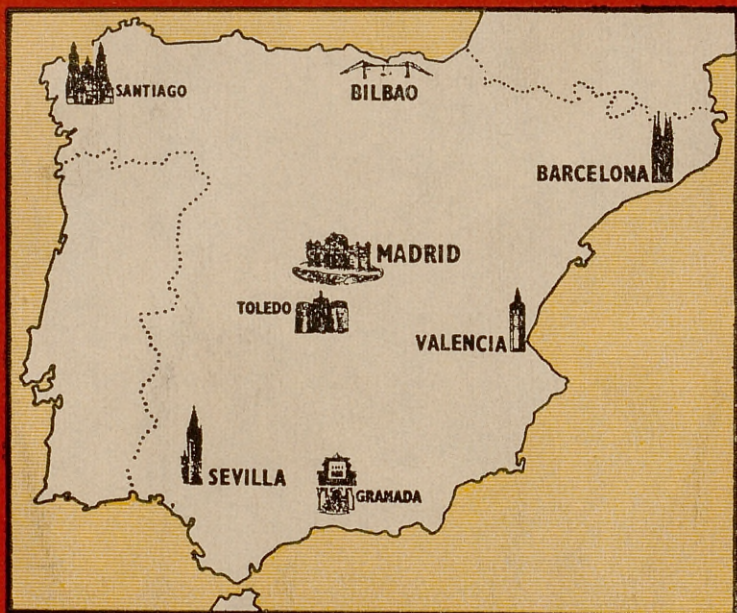 SANTIAGO
BILBAO
BARCELONA
MADRID
TOLEDO
VALENCIA
SEVILLA
GRAMADA